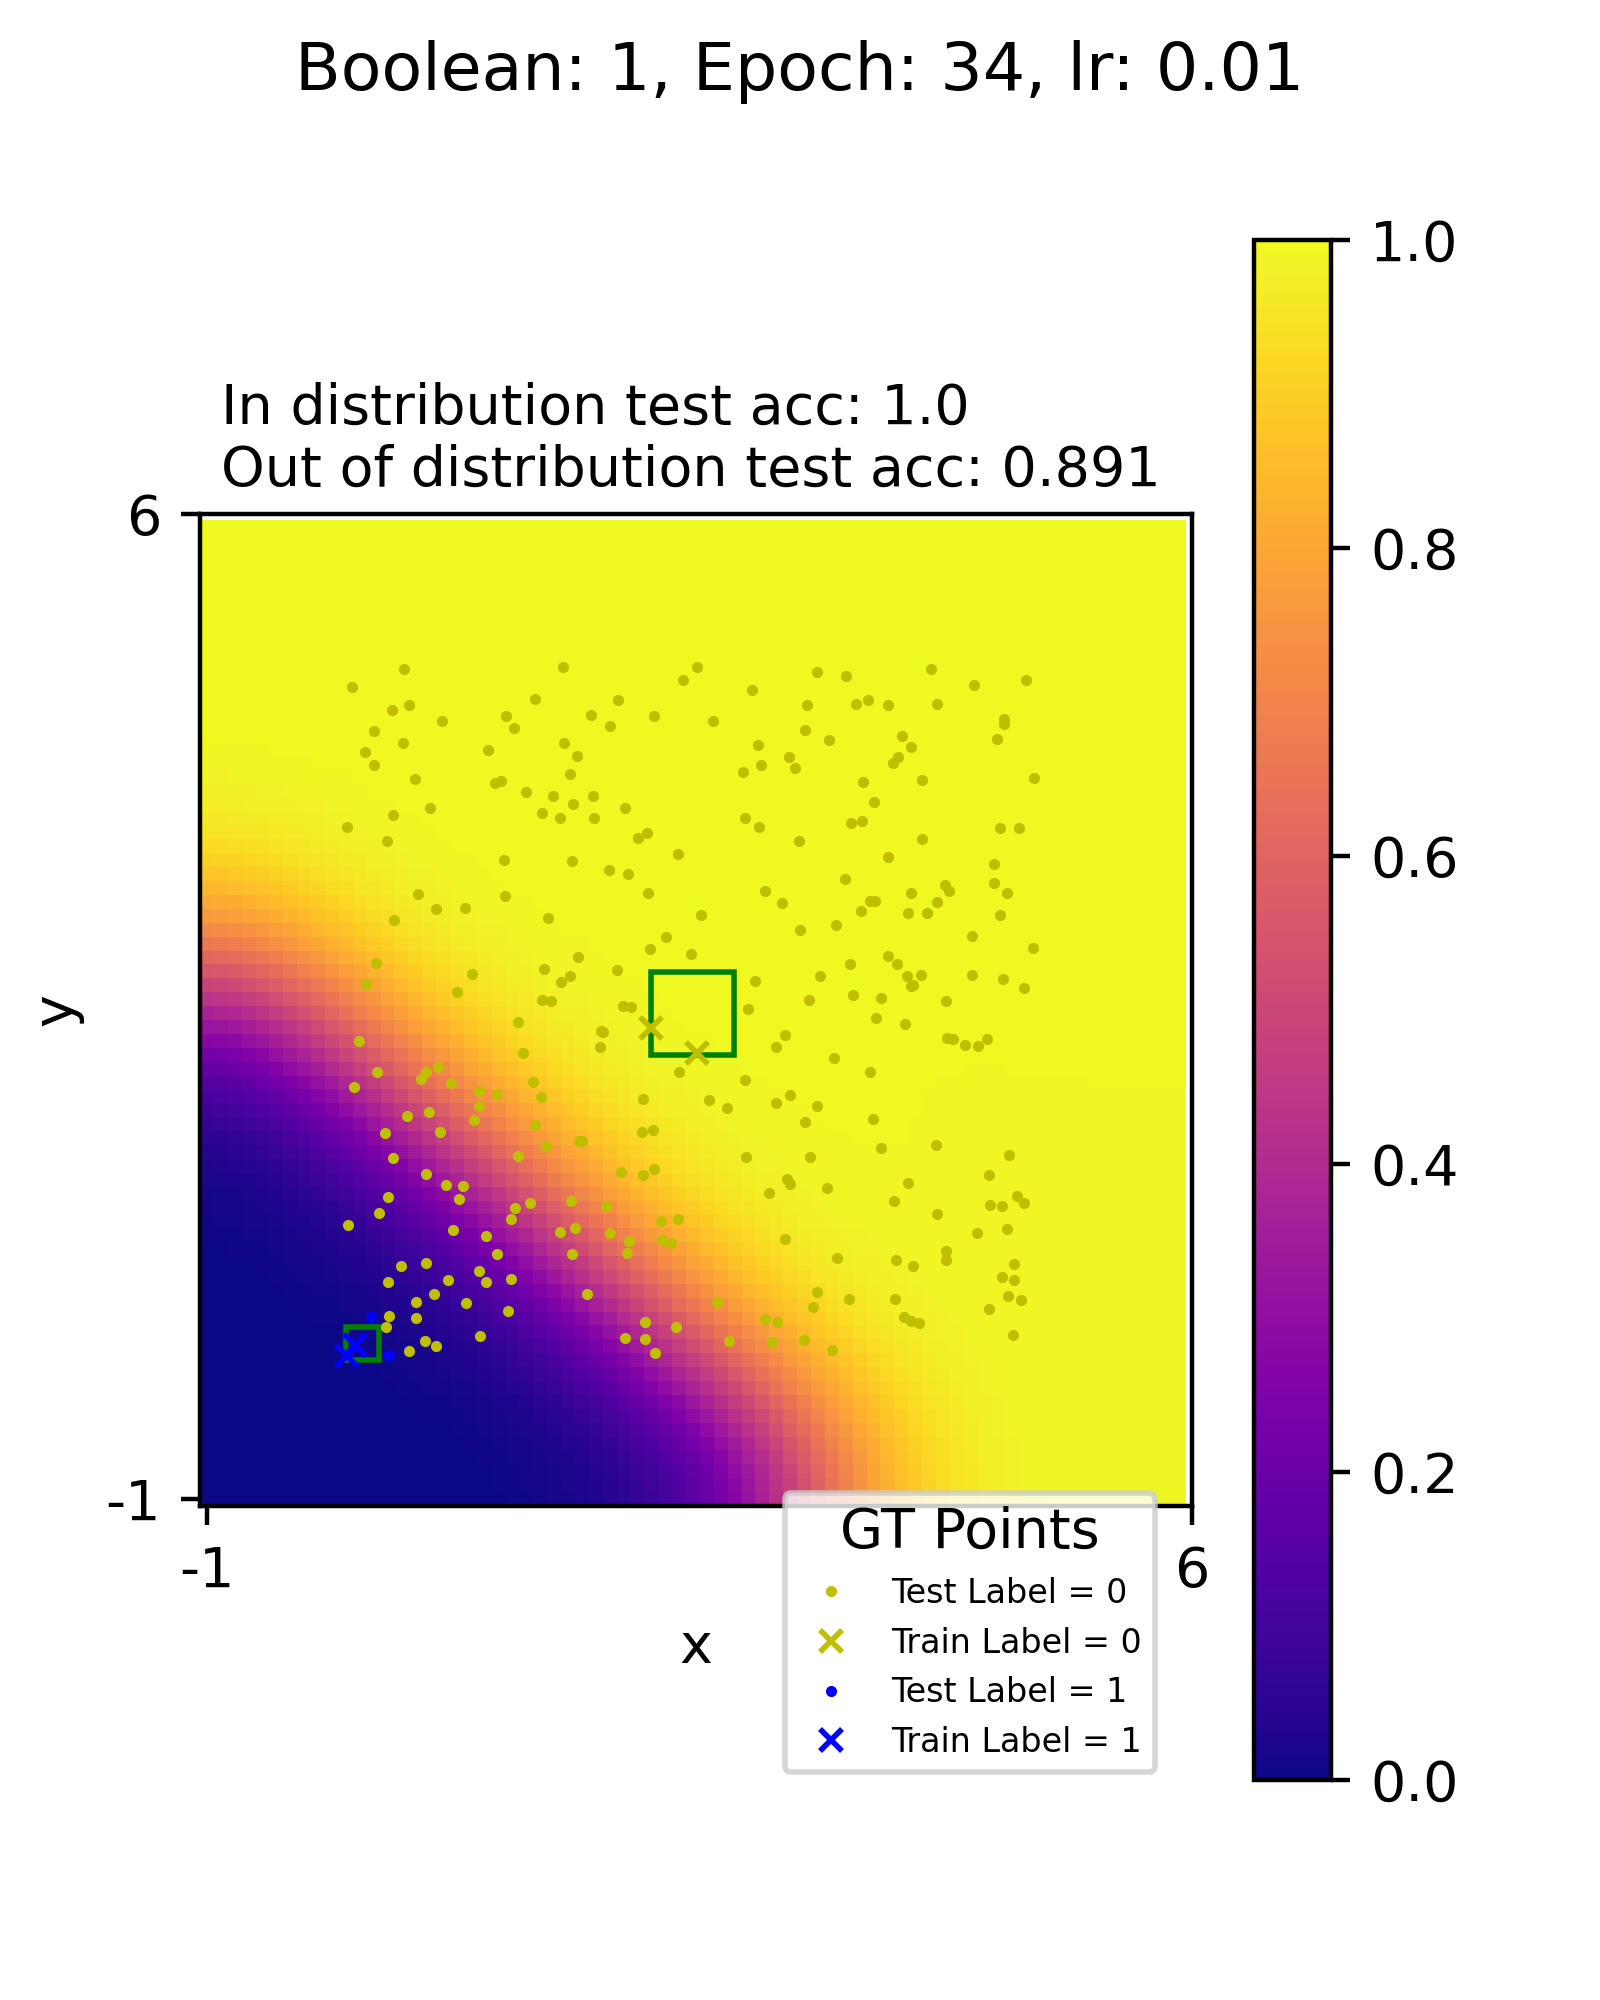 Boolean: 1, Epoch: 34, lr: 0.01
1.0
In distribution test acc: 1.0
Out of distribution test acc: 0.891
6
0.8
0.6
y
0.4
0.2
-1
-1
6
GT Points
Test Label = 0
Train Label = 0
x
Test Label = 1
Train Label = 1
0.0